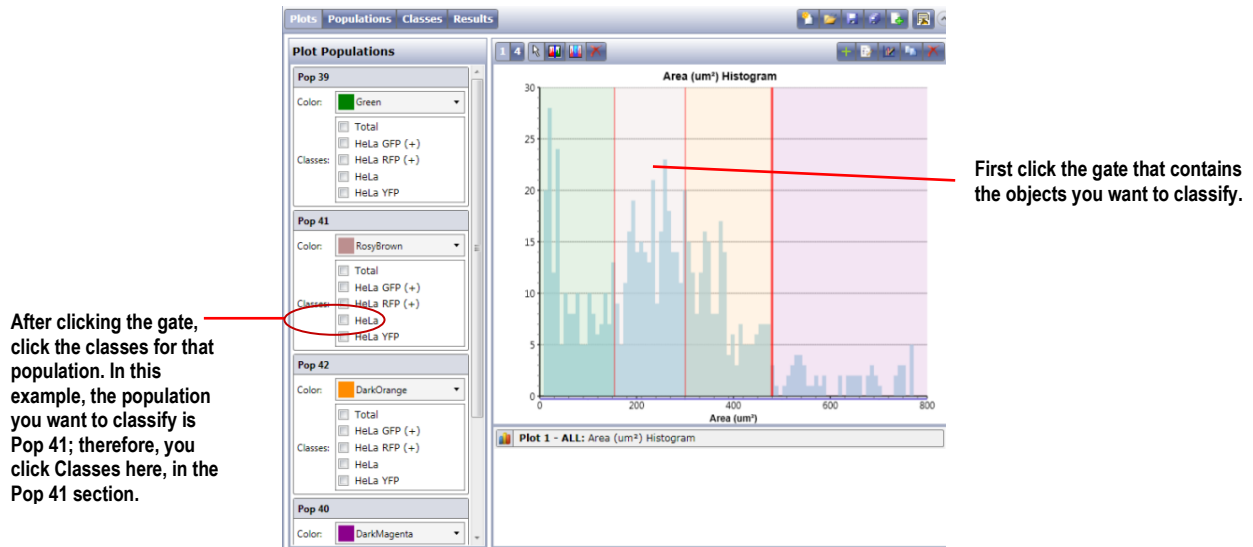 Plots Populations Classes Results
Plot Populations
Pop 39
Color: Green
Classes:
Total
HeLa GFP (+)
HeLa RFP (+)
HeLa
HeLa YFP
Pop 41
Color: RosyBrown
Classes:
Total
HeLa GFP (+)
HeLa RFP (+)
HeLa
HeLa YFP
Pop 42
Color: DarkOrange
Classes:
Total
HeLa GFP (+)
HeLa RFP (+)
HeLa
HeLa YFP
Pop 40
Color: DarkMagenta
1 4
Area (um²) Histogram
30
25
20
15
10
5
0
0 200 400 600 800
Area (um²)
Plot 1 - ALL: Area (um²) Histogram
First click the gate that contains
the objects you want to classify.
After clicking the gate,
click the classes for that
population. In this
example, the population
you want to classify is
Pop 41; therefore, you
click Classes here, in the
Pop 41 section.